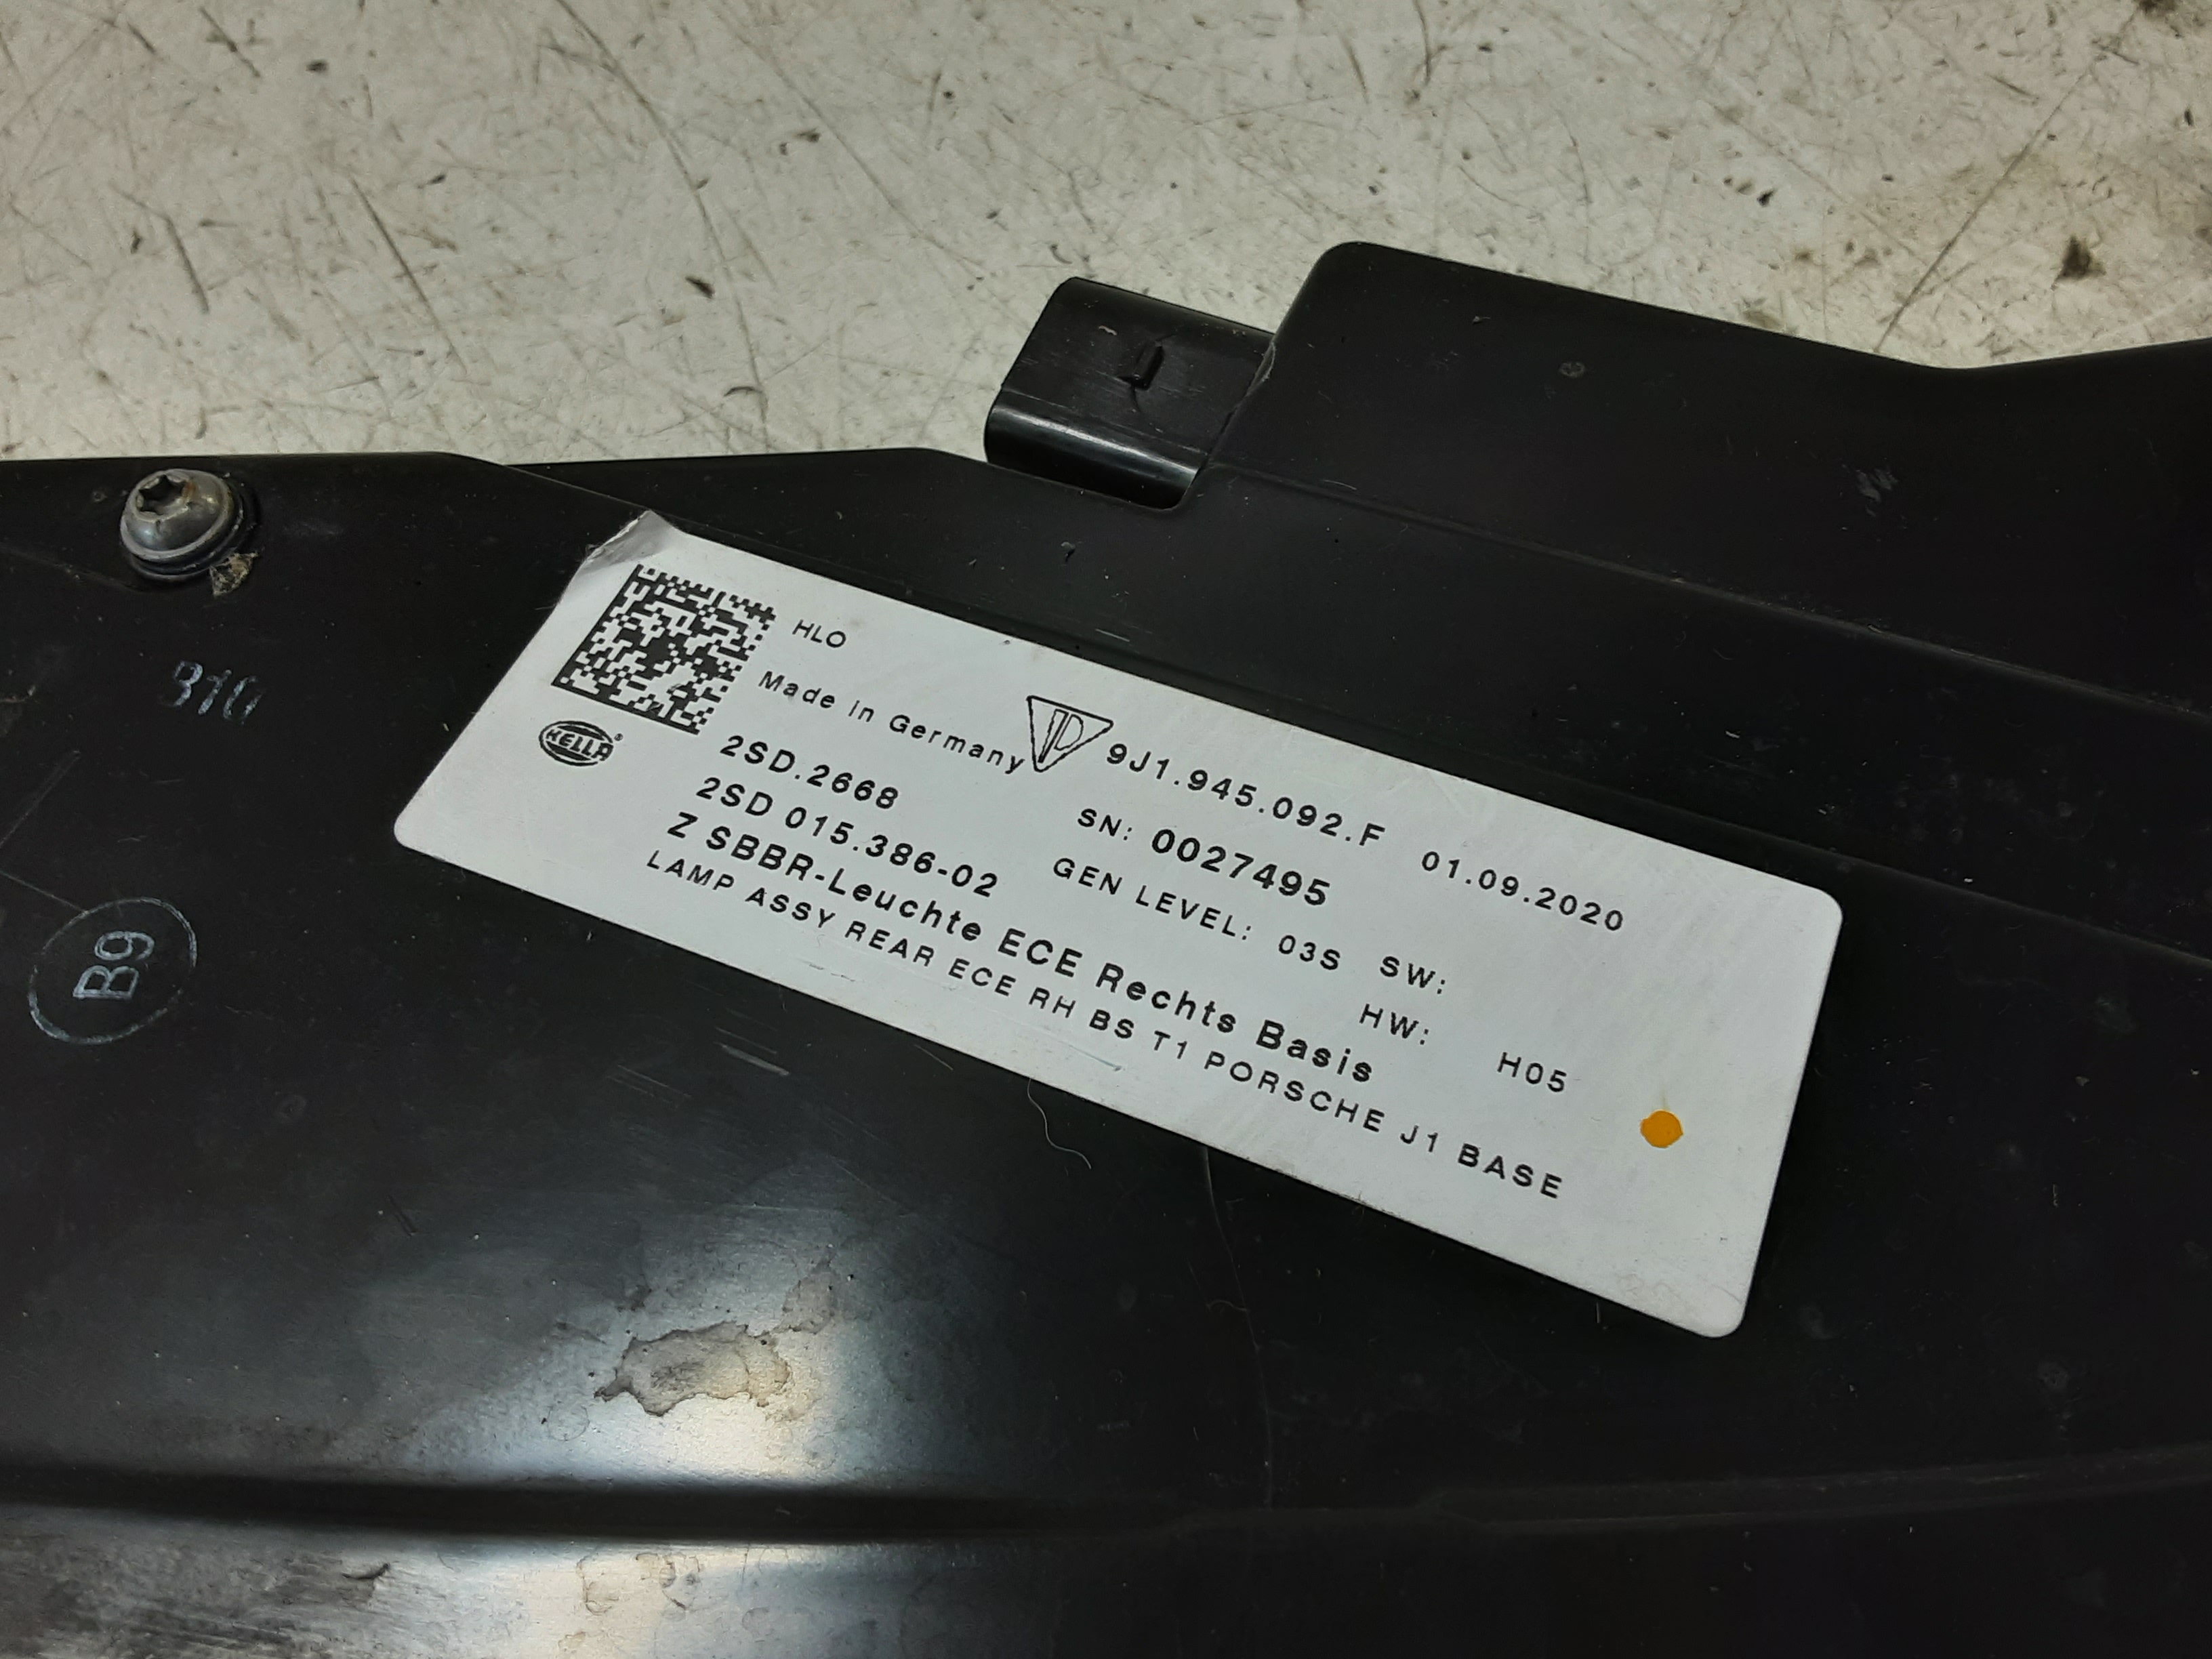 HLO
Made in Germany
9J1.945.092.F 01.09.2020
HELLA
2SD.2668
SN: 0027495
2SD 015.386-02
GEN LEVEL: 03S SW:
HW: H05
Z SBBR-Leuchte ECE Rechts Basis
LAMP ASSY REAR ECE RH BS T1 PORSCHE J1 BASE
B9